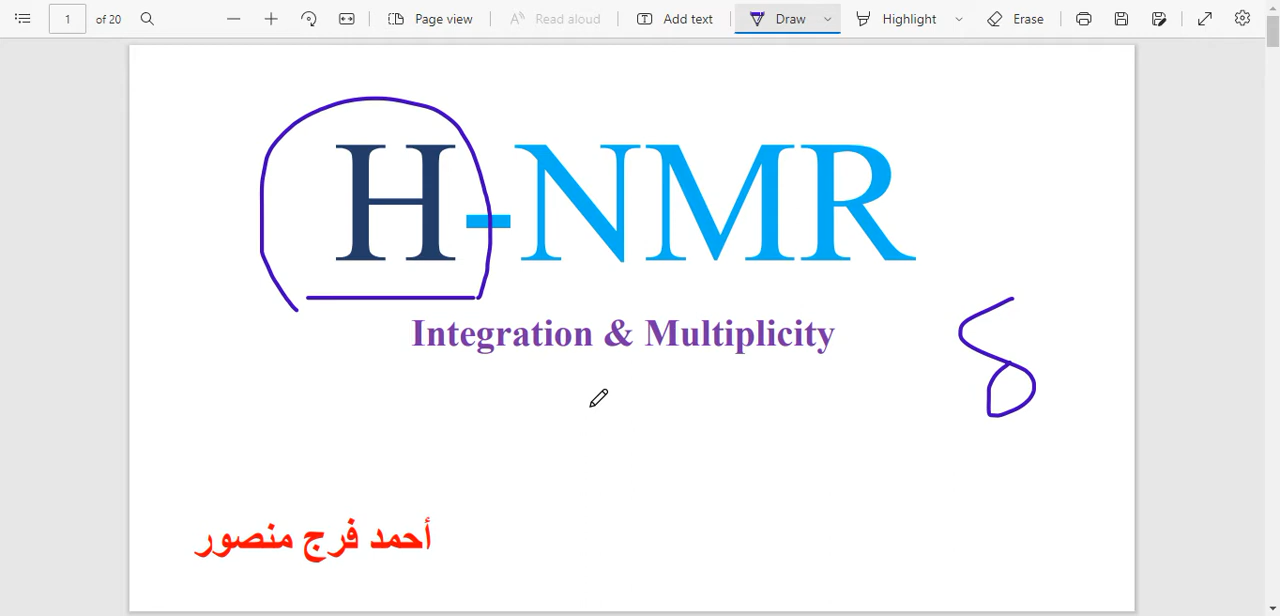 1 of 20 Page view Read aloud Add text Draw Highlight Erase
H-NMR
Integration & Multiplicity
δ
أحمد فرج منصور